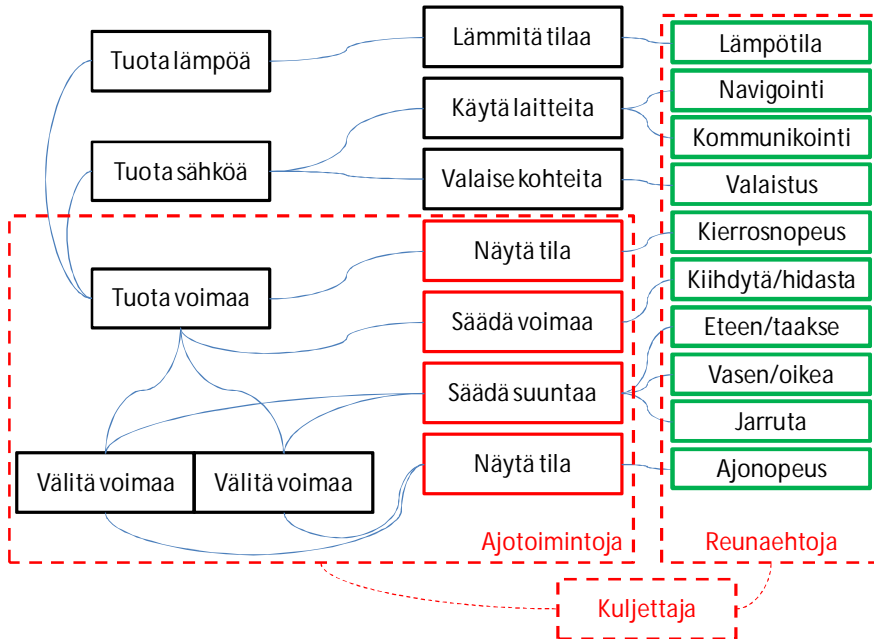 Tuota lämpöä
Lämmitä tilaa
Lämpötila
Käytä laitteita
Navigointi
Kommunikointi
Tuota sähköä
Valaise kohteita
Valaistus
Näytä tila
Kierrosnopeus
Tuota voimaa
Säädä voimaa
Kiihdytä/hidasta
Eteen/taakse
Säädä suuntaa
Vasen/oikea
Jarruta
Välitä voimaa
Välitä voimaa
Näytä tila
Ajonopeus
Ajotoimintoja
Reunaehtoja
Kuljettaja